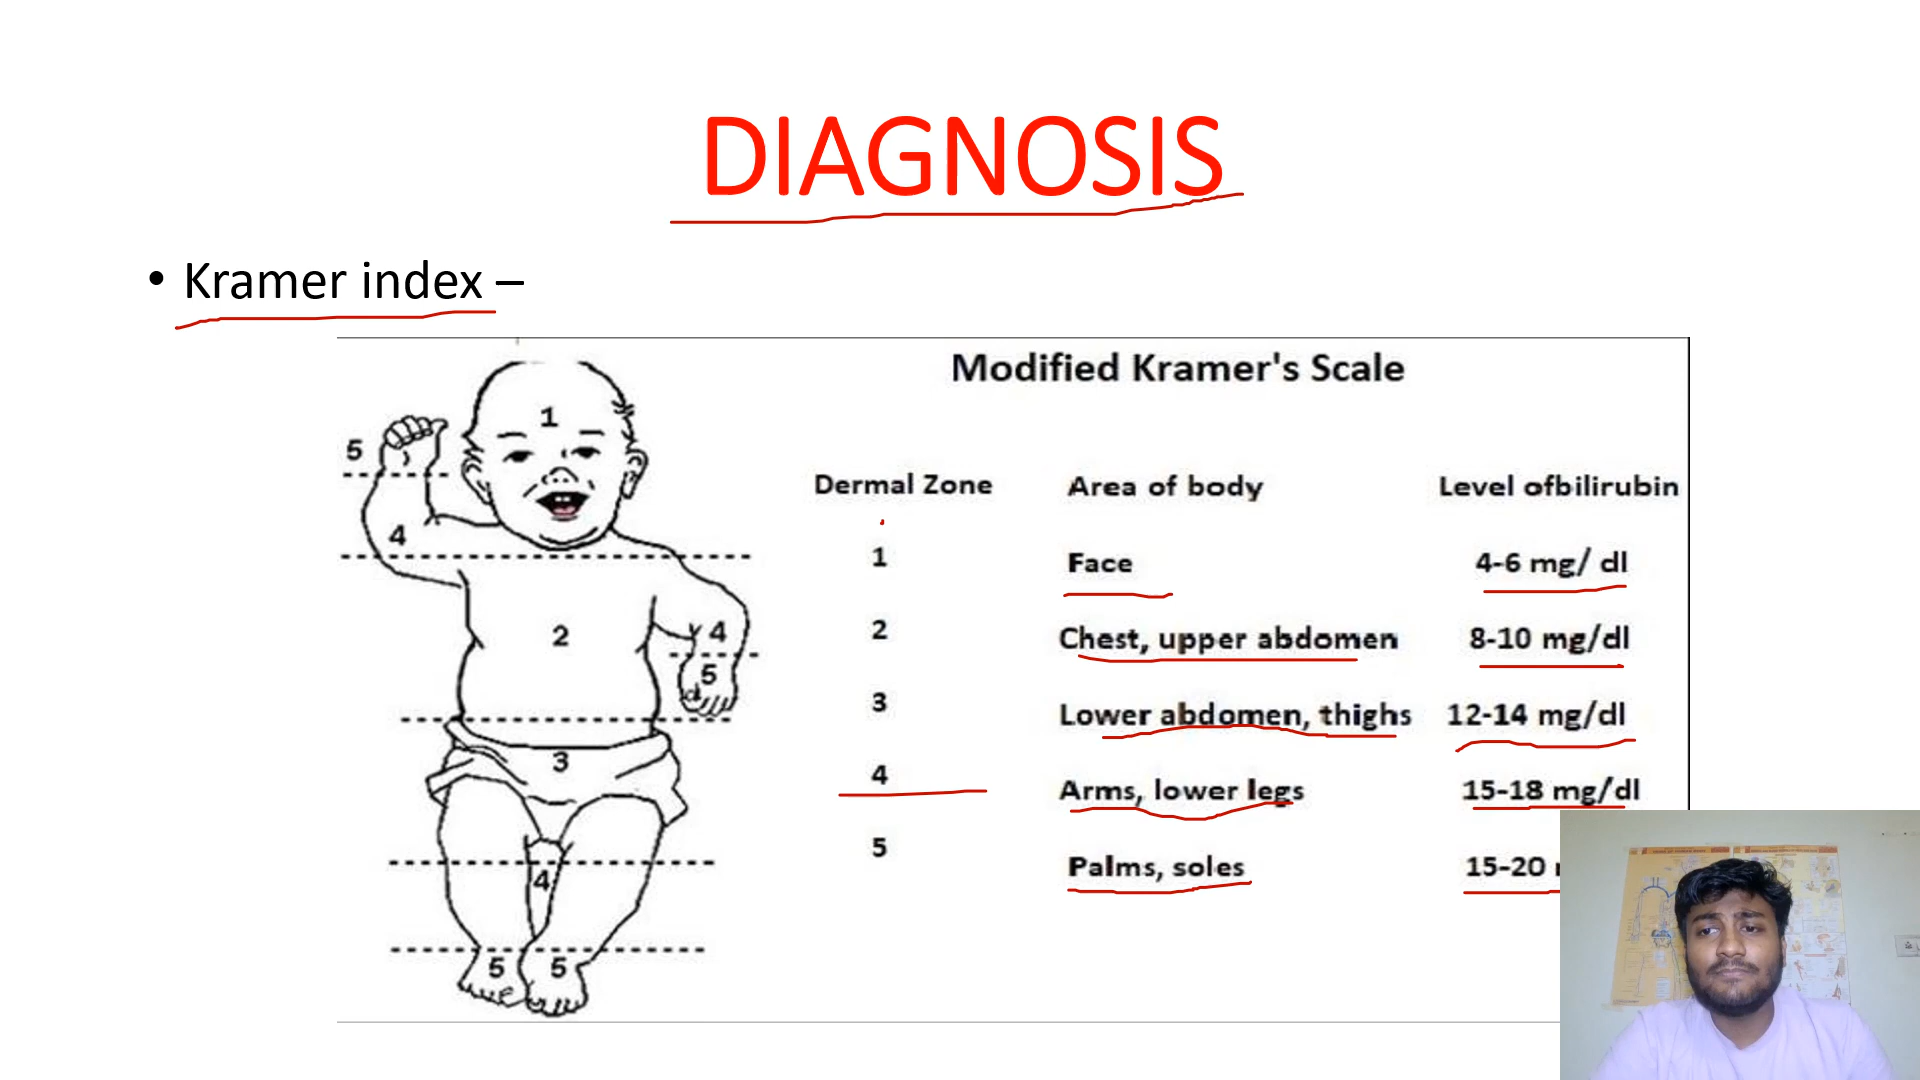 DIAGNOSIS
• Kramer index –
Modified Kramer's Scale
Dermal Zone Area of body Level ofbilirubin
1 Face 4-6 mg/ dl
2 Chest, upper abdomen 8-10 mg/dl
3 Lower abdomen, thighs 12-14 mg/dl
4 Arms, lower legs 15-18 mg/dl
5 Palms, soles 15-20
1
5
4
2
4
5
3
4
5 5